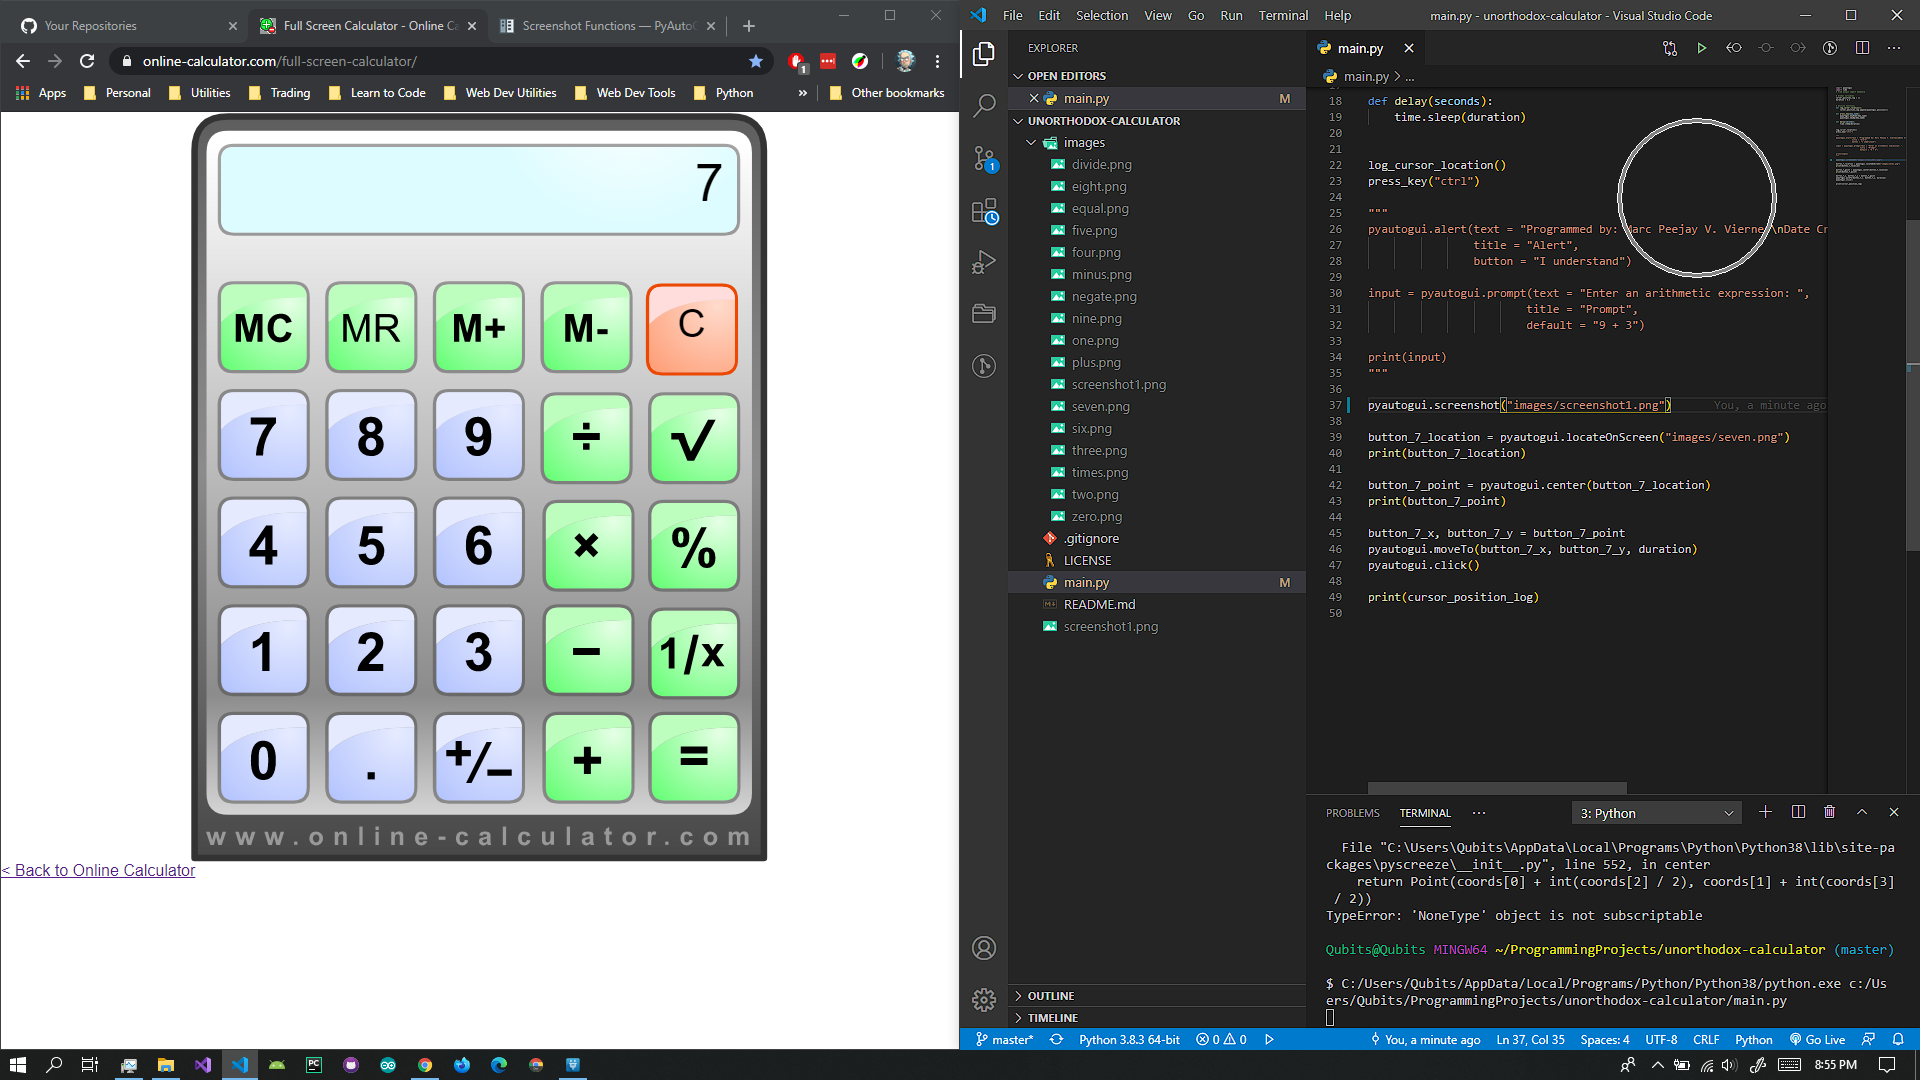 Your Repositories
Full Screen Calculator - Online Ca
Screenshot Functions — PyAuto
online-calculator.com/full-screen-calculator/
1
Apps
Personal
Utilities
Trading
Learn to Code
Web Dev Utilities
Web Dev Tools
Python
»
Other bookmarks
7
MC MR M+ M- C
7 8 9 ÷ √
4 5 6 × %
1 2 3 − 1/x
0 . +/− + =
www.online-calculator.com
< Back to Online Calculator
File Edit Selection View Go Run Terminal Help
main.py - unorthodox-calculator - Visual Studio Code
EXPLORER
OPEN EDITORS
main.py M
UNORTHODOX-CALCULATOR
images
divide.png
eight.png
equal.png
five.png
four.png
minus.png
negate.png
nine.png
one.png
plus.png
screenshot1.png
seven.png
six.png
three.png
times.png
two.png
zero.png
.gitignore
LICENSE
main.py M
README.md
screenshot1.png
OUTLINE
TIMELINE
1
main.py
main.py > ...
18 def delay(seconds):
19 time.sleep(duration)
20
21
22 log_cursor_location()
23 press_key("ctrl")
24
25 """
26 pyautogui.alert(text = "Programmed by: Marc Peejay V. Viernes\nDate Cr
27 title = "Alert",
28 button = "I understand")
29
30 input = pyautogui.prompt(text = "Enter an arithmetic expression: ",
31 title = "Prompt",
32 default = "9 + 3")
33
34 print(input)
35 """
36
37 pyautogui.screenshot("images/screenshot1.png") You, a minute ago
38
39 button_7_location = pyautogui.locateOnScreen("images/seven.png")
40 print(button_7_location)
41
42 button_7_point = pyautogui.center(button_7_location)
43 print(button_7_point)
44
45 button_7_x, button_7_y = button_7_point
46 pyautogui.moveTo(button_7_x, button_7_y, duration)
47 pyautogui.click()
48
49 print(cursor_position_log)
50
PROBLEMS TERMINAL ···
3: Python
File "C:\Users\Qubits\AppData\Local\Programs\Python\Python38\lib\site-pa
ckages\pyscreeze\__init__.py", line 552, in center
return Point(coords[0] + int(coords[2] / 2), coords[1] + int(coords[3]
/ 2))
TypeError: 'NoneType' object is not subscriptable
Qubits@Qubits MINGW64 ~/ProgrammingProjects/unorthodox-calculator (master)
$ C:/Users/Qubits/AppData/Local/Programs/Python/Python38/python.exe c:/Us
ers/Qubits/ProgrammingProjects/unorthodox-calculator/main.py
master*
Python 3.8.3 64-bit
0
0
You, a minute ago
Ln 37, Col 35
Spaces: 4
UTF-8
CRLF
Python
Go Live
PC
8:55 PM